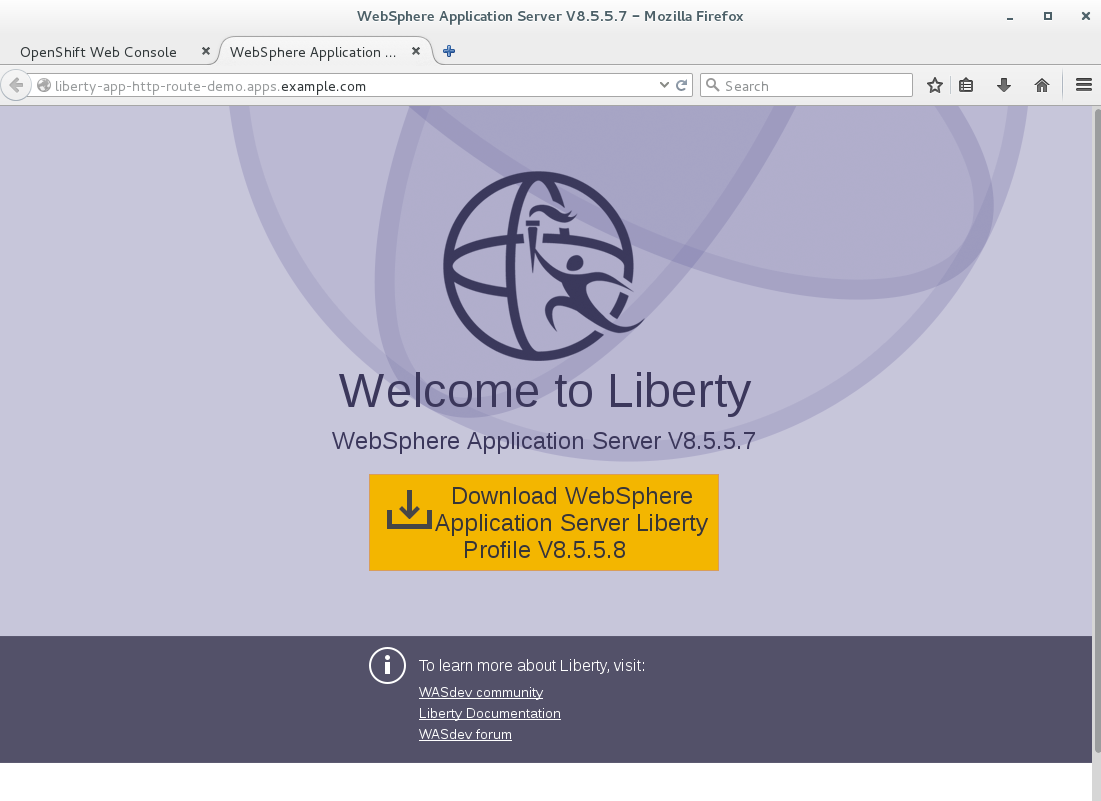 WebSphere Application Server V8.5.5.7 – Mozilla Firefox
OpenShift Web Console
WebSphere Application ...
liberty-app-http-route-demo.apps.example.com
Search
Welcome to Liberty
WebSphere Application Server V8.5.5.7
Download WebSphere
Application Server Liberty
Profile V8.5.5.8
To learn more about Liberty, visit:
WASdev community
Liberty Documentation
WASdev forum